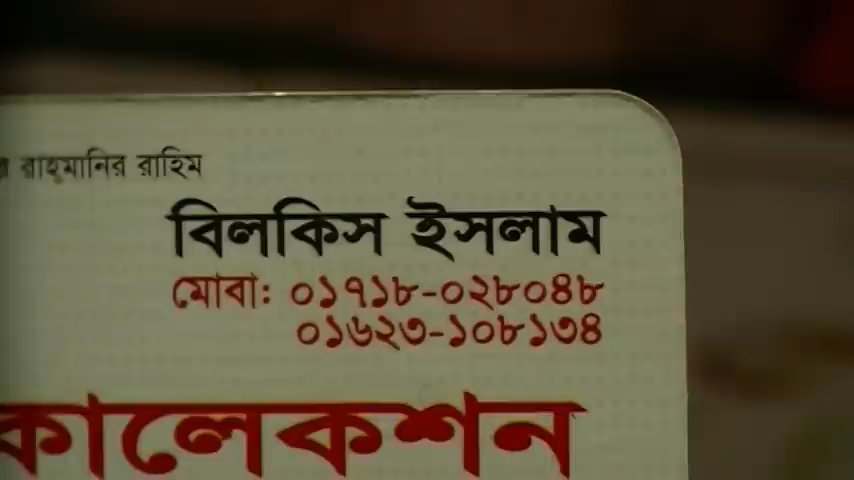 রাহমানির রাহিম
বিলকিস ইসলাম
মোবা: ০১৭১৮-০২৮০৪৮
০১৬২৩-১০৮১৩৪
কালেকশন